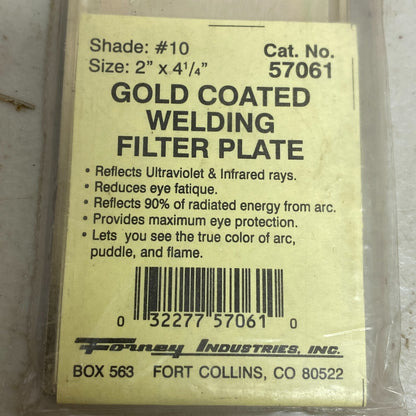 Shade: #10
Cat. No.
Size: 2" x 4¼"
57061
GOLD COATED
WELDING
FILTER PLATE
• Reflects Ultraviolet & Infrared rays.
• Reduces eye fatique.
• Reflects 90% of radiated energy from arc.
• Provides maximum eye protection.
• Lets you see the true color of arc,
puddle, and flame.
0 32277 57061 0
Forney INDUSTRIES, INC.
BOX 563 FORT COLLINS, CO 80522